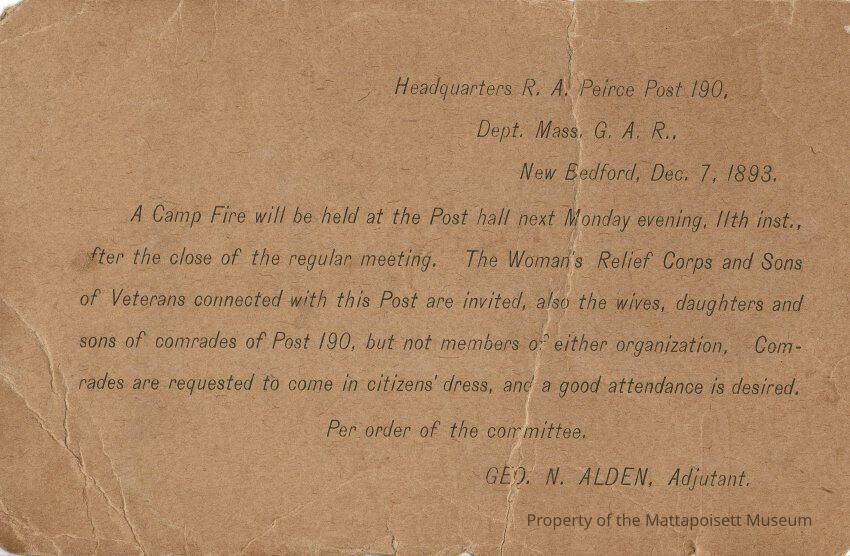 Headquarters R. A. Peirce Post 190,
Dept. Mass. G. A. R.,
New Bedford, Dec. 7, 1893.
A Camp Fire will be held at the Post hall next Monday evening, 11th inst.,
fter the close of the regular meeting. The Woman's Relief Corps and Sons
of Veterans connected with this Post are invited, also the wives, daughters and
sons of comrades of Post 190, but not members of either organization, Com-
rades are requested to come in citizens' dress, and a good attendance is desired.
Per order of the committee.
GEO. N. ALDEN, Adjutant.
Property of the Mattapoisett Museum